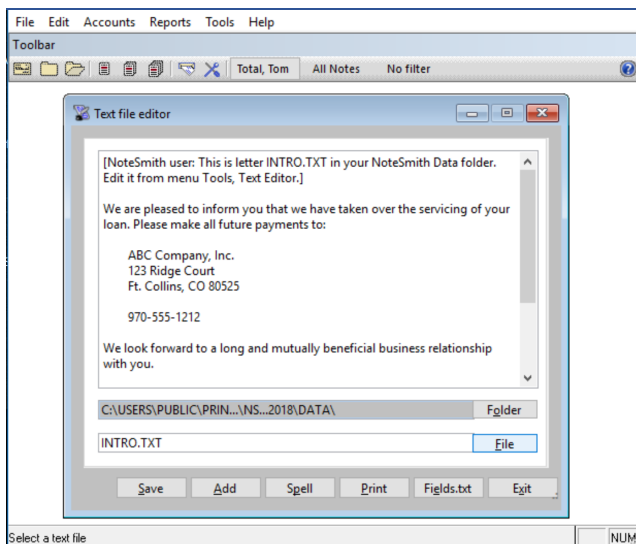 File Edit Accounts Reports Tools Help
Toolbar
Total, Tom All Notes No filter
Text file editor
[NoteSmith user: This is letter INTRO.TXT in your NoteSmith Data folder.
Edit it from menu Tools, Text Editor.]
We are pleased to inform you that we have taken over the servicing of your
loan. Please make all future payments to:
ABC Company, Inc.
123 Ridge Court
Ft. Collins, CO 80525
970-555-1212
We look forward to a long and mutually beneficial business relationship
with you.
C:\USERS\PUBLIC\PRIN...\NS...2018\DATA\ Folder
INTRO.TXT File
Save Add Spell Print Fields.txt Exit
Select a text file NUM